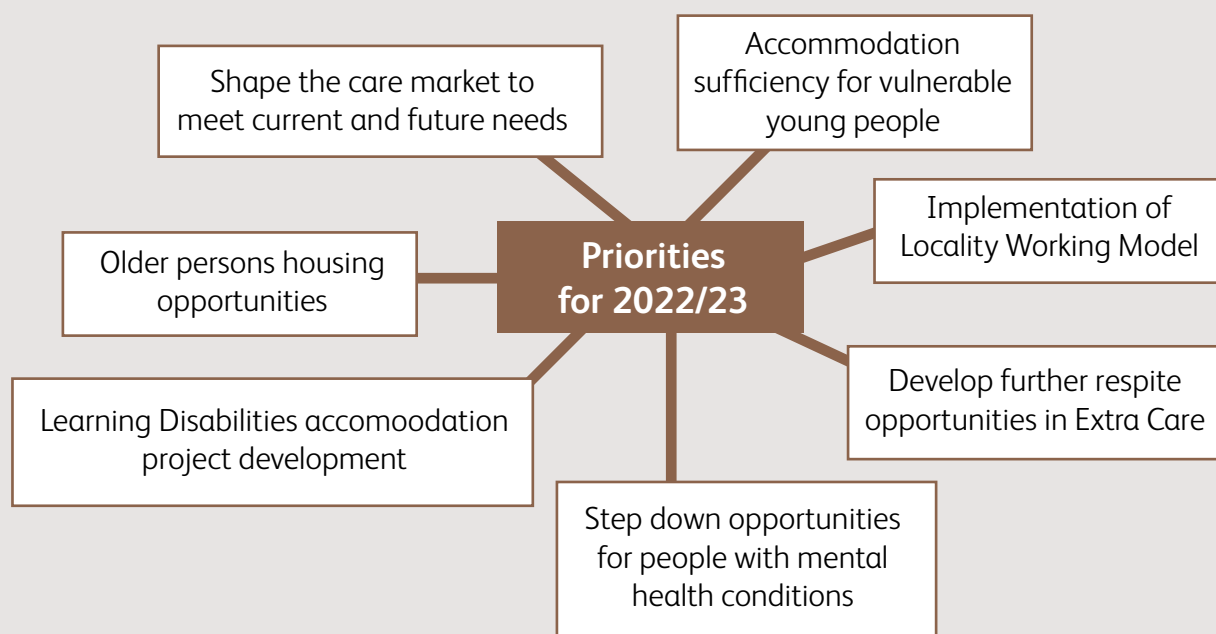 Shape the care market to
meet current and future needs
Accommodation
sufficiency for vulnerable
young people
Implementation of
Locality Working Model
Priorities
for 2022/23
Older persons housing
opportunities
Develop further respite
opportunities in Extra Care
Learning Disabilities accomoodation
project development
Step down opportunities
for people with mental
health conditions